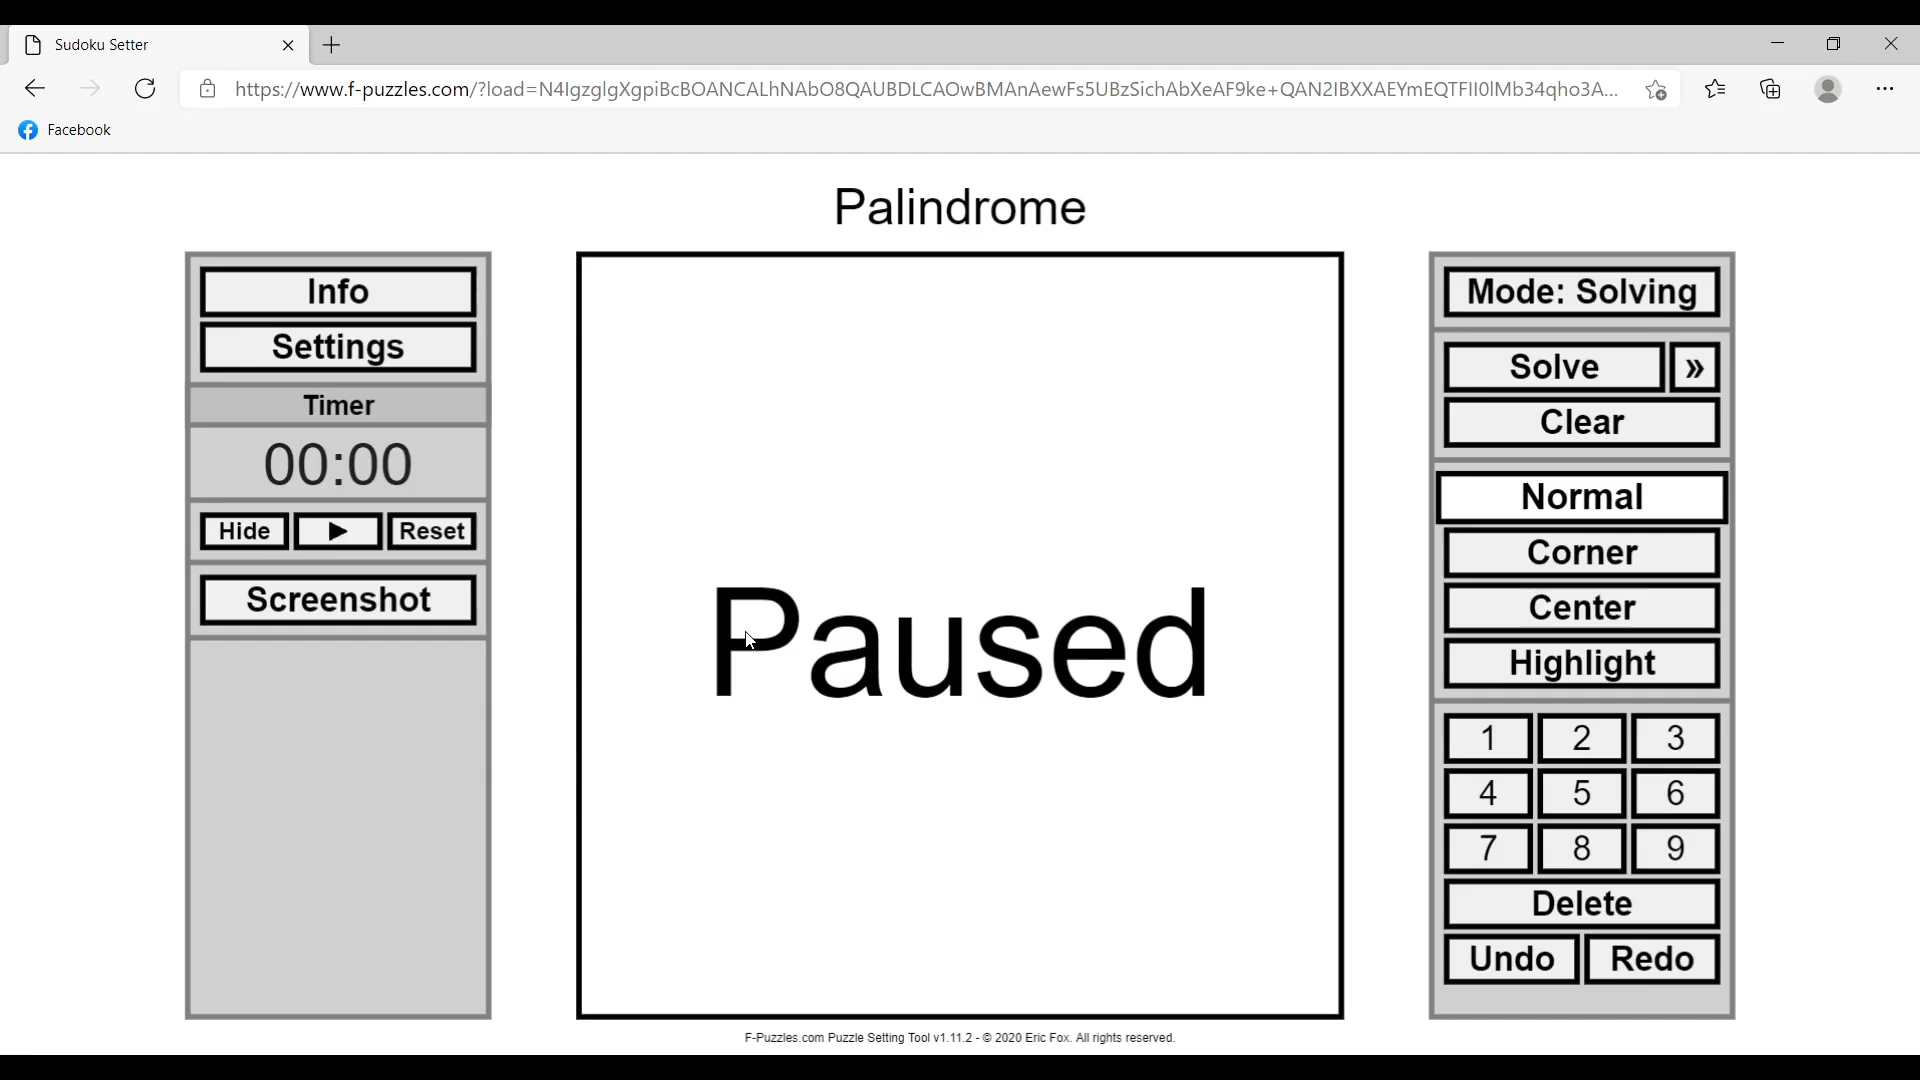 Sudoku Setter
https://www.f-puzzles.com/?load=N4IgzglgXgpiBcBOANCALhNAbO8QAUBDLCAOwBMAnAewFs5UBzSichAbXeAF9ke+QAN2IBXXAEYmEQTFII0lMb34qho3A...
Facebook
Palindrome
Info
Settings
Timer
00:00
Hide
Reset
Screenshot
Paused
Mode: Solving
Solve »
Clear
Normal
Corner
Center
Highlight
1 2 3
4 5 6
7 8 9
Delete
Undo Redo
F-Puzzles.com Puzzle Setting Tool v1.11.2 - © 2020 Eric Fox. All rights reserved.